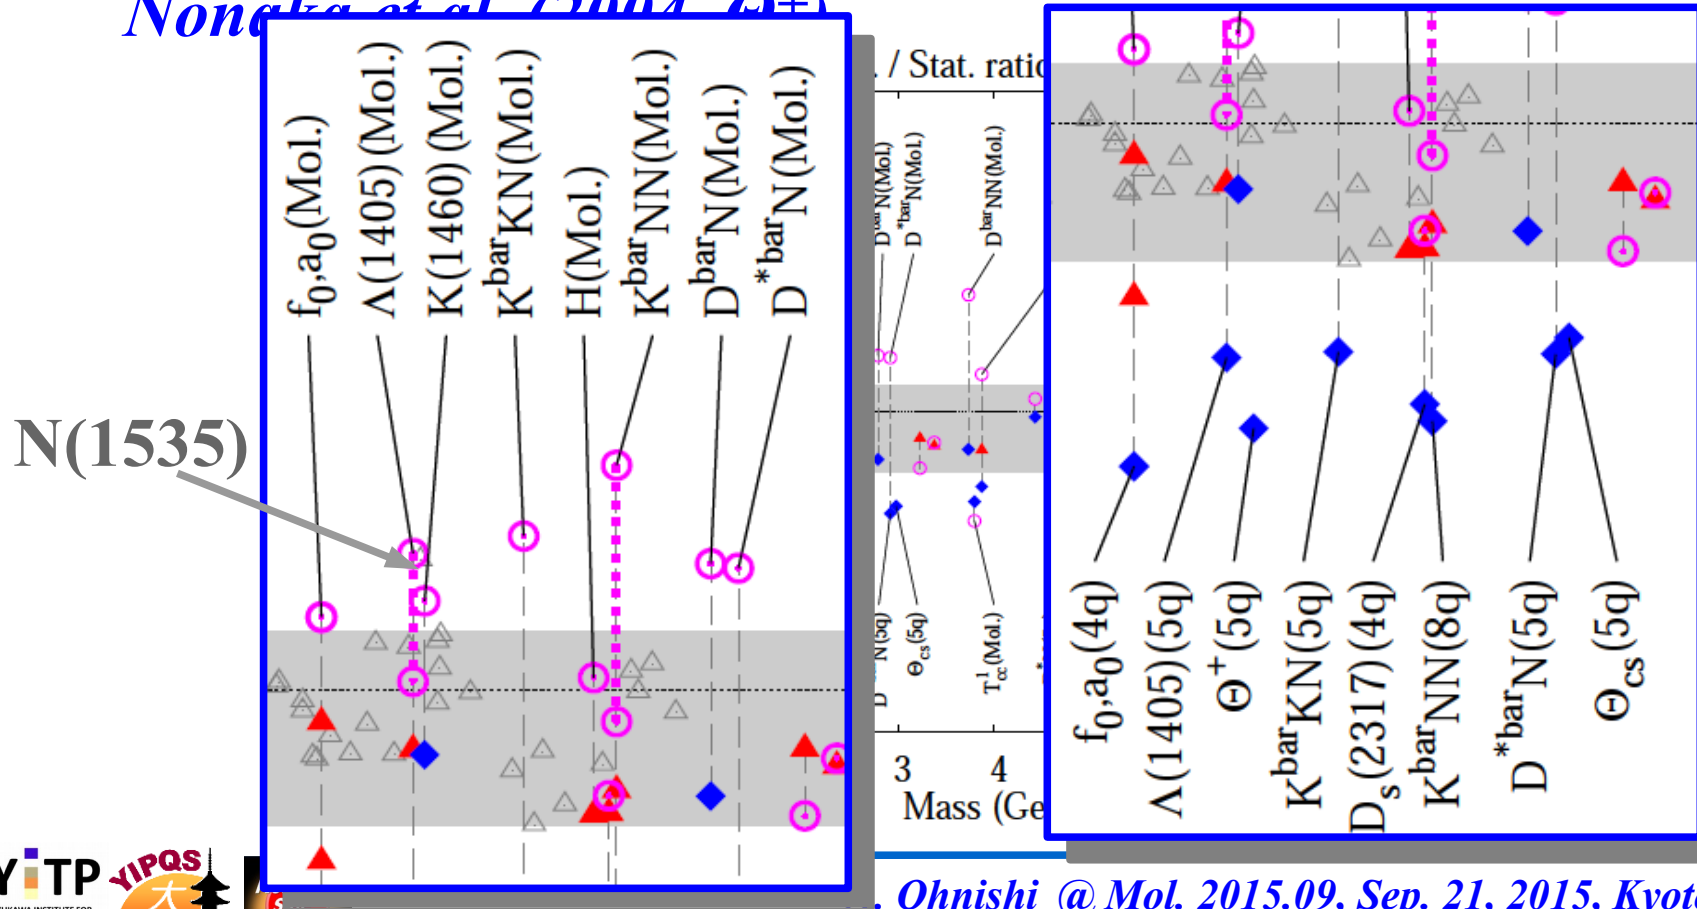 Nonaka et al. (2004, Θ+)
f0,a0(Mol.)
Λ(1405)(Mol.)
K(1460)(Mol.)
KbarKN(Mol.)
H(Mol.)
KbarNN(Mol.)
DbarN(Mol.)
D*barN(Mol.)
N(1535)
. / Stat. ratio
DbarN(Mol.)
D*barN(Mol.)
DbarNN(Mol.)
N(5q)
Θcs(5q)
T1cc(Mol.)
3
4
Mass (Ge
f0,a0(4q)
Λ(1405)(5q)
Θ+(5q)
KbarKN(5q)
Ds(2317)(4q)
KbarNN(8q)
D*barN(5q)
Θcs(5q)
YiTP
YIPQS
大
. Ohnishi @ Mol. 2015.09, Sep. 21, 2015, Kyoto